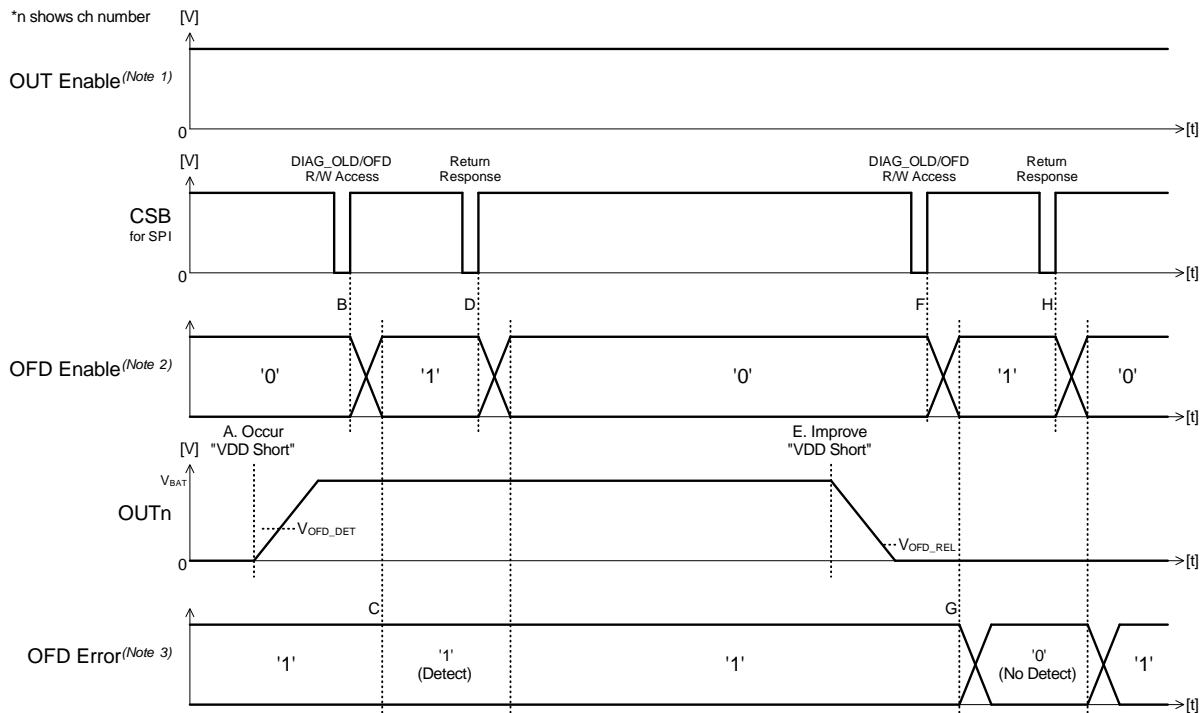 *n shows ch number
[V]
OUT Enable(Note 1)
0
[t]
[V]
DIAG_OLD/OFD
R/W Access
Return
Response
DIAG_OLD/OFD
R/W Access
Return
Response
CSB
for SPI
0
[t]
B
D
F
H
OFD Enable(Note 2)
'0'
'1'
'0'
'1'
'0'
[t]
A. Occur
"VDD Short"
E. Improve
"VDD Short"
[V]
VBAT
OUTn
VOFD_DET
VOFD_REL
0
[t]
C
G
OFD Error(Note 3)
'1'
'1'
(Detect)
'1'
'0'
(No Detect)
'1'
[t]